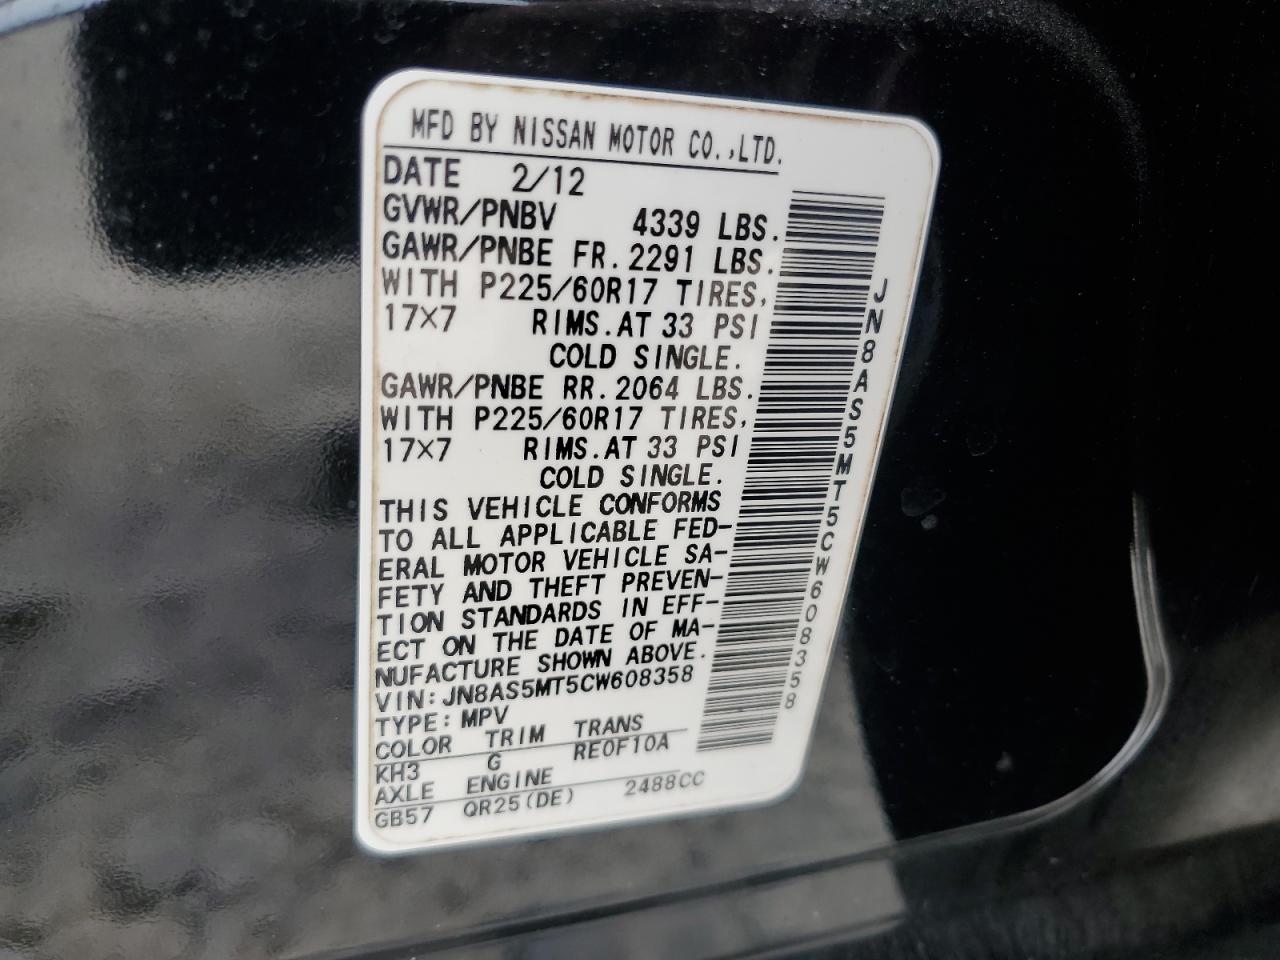 MFD BY NISSAN MOTOR CO.,LTD.
DATE 2/12
GVWR/PNBV 4339 LBS.
GAWR/PNBE FR.2291 LBS.
WITH P225/60R17 TIRES,
17×7 RIMS.AT 33 PSI
COLD SINGLE.
GAWR/PNBE RR.2064 LBS.
WITH P225/60R17 TIRES,
17×7 RIMS.AT 33 PSI
COLD SINGLE.
THIS VEHICLE CONFORMS
TO ALL APPLICABLE FED-
ERAL MOTOR VEHICLE SA-
FETY AND THEFT PREVEN-
TION STANDARDS IN EFF-
ECT ON THE DATE OF MA-
NUFACTURE SHOWN ABOVE.
VIN:JN8AS5MT5CW608358
TYPE:MPV
COLOR TRIM TRANS
KH3 G RE0F10A
AXLE ENGINE
GB57 QR25(DE) 2488CC
JN8AS5MT5CW608358